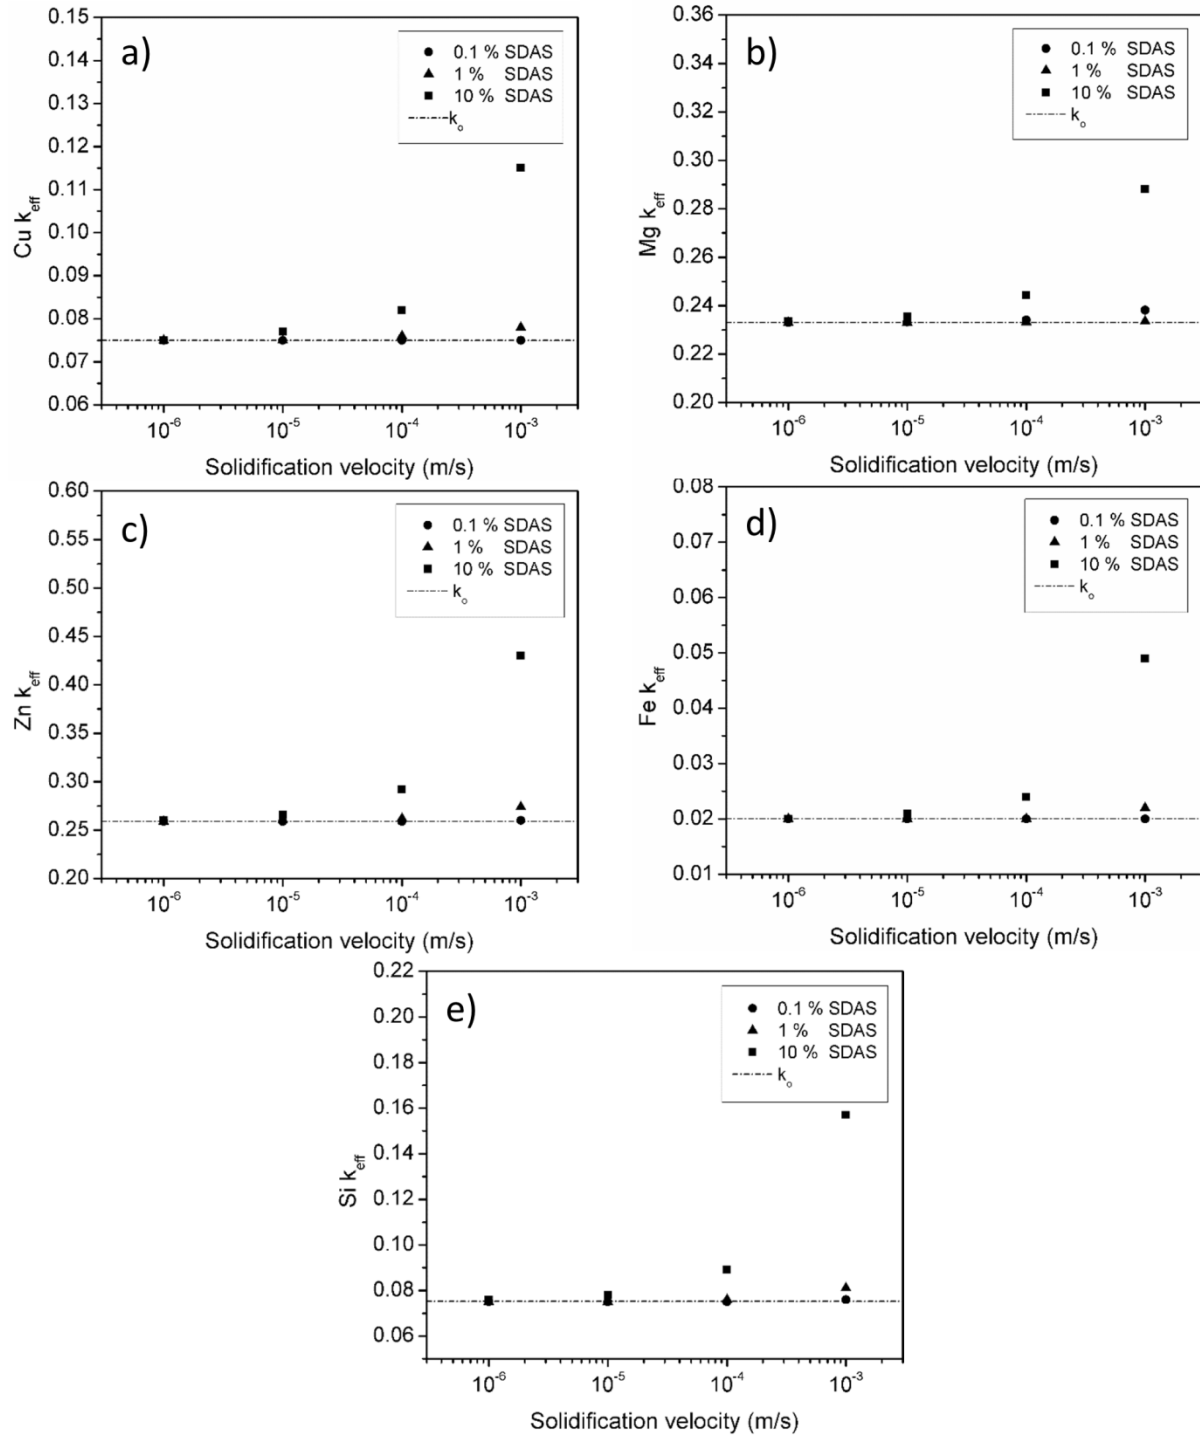 a)
0.15
0.14
0.13
0.12
0.11
0.10
0.09
0.08
0.07
0.06
Cu k_eff
0.1 % SDAS
1 % SDAS
10 % SDAS
k_o
10^-6 10^-5 10^-4 10^-3
Solidification velocity (m/s)
b)
0.36
0.34
0.32
0.30
0.28
0.26
0.24
0.22
0.20
Mg k_eff
0.1 % SDAS
1 % SDAS
10 % SDAS
k_o
10^-6 10^-5 10^-4 10^-3
Solidification velocity (m/s)
c)
0.60
0.55
0.50
0.45
0.40
0.35
0.30
0.25
0.20
Zn k_eff
0.1 % SDAS
1 % SDAS
10 % SDAS
k_o
10^-6 10^-5 10^-4 10^-3
Solidification velocity (m/s)
d)
0.08
0.07
0.06
0.05
0.04
0.03
0.02
0.01
Fe k_eff
0.1 % SDAS
1 % SDAS
10 % SDAS
k_o
10^-6 10^-5 10^-4 10^-3
Solidification velocity (m/s)
e)
0.22
0.20
0.18
0.16
0.14
0.12
0.10
0.08
0.06
Si k_eff
0.1 % SDAS
1 % SDAS
10 % SDAS
k_o
10^-6 10^-5 10^-4 10^-3
Solidification velocity (m/s)